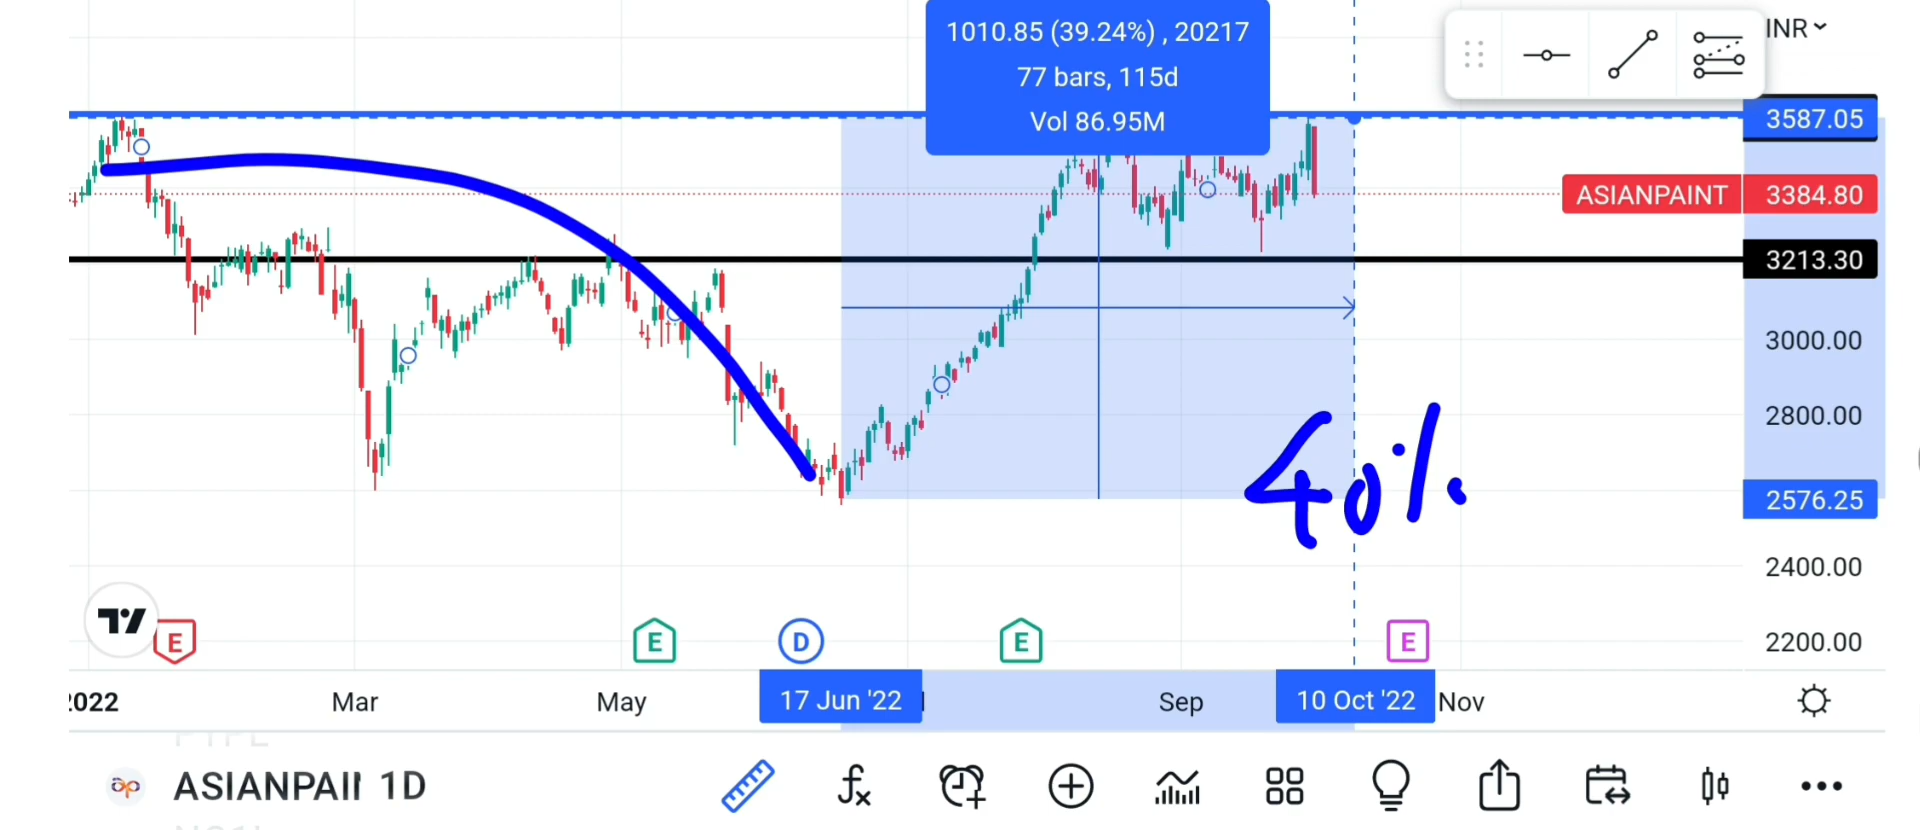 1010.85 (39.24%) , 20217
77 bars, 115d
Vol 86.95M
INR
3587.05
ASIANPAINT 3384.80
3213.30
3000.00
2800.00
40%
2576.25
2400.00
2200.00
E E D E E
2022 Mar May 17 Jun '22 Sep 10 Oct '22 Nov
ap ASIANPAII 1D
fx